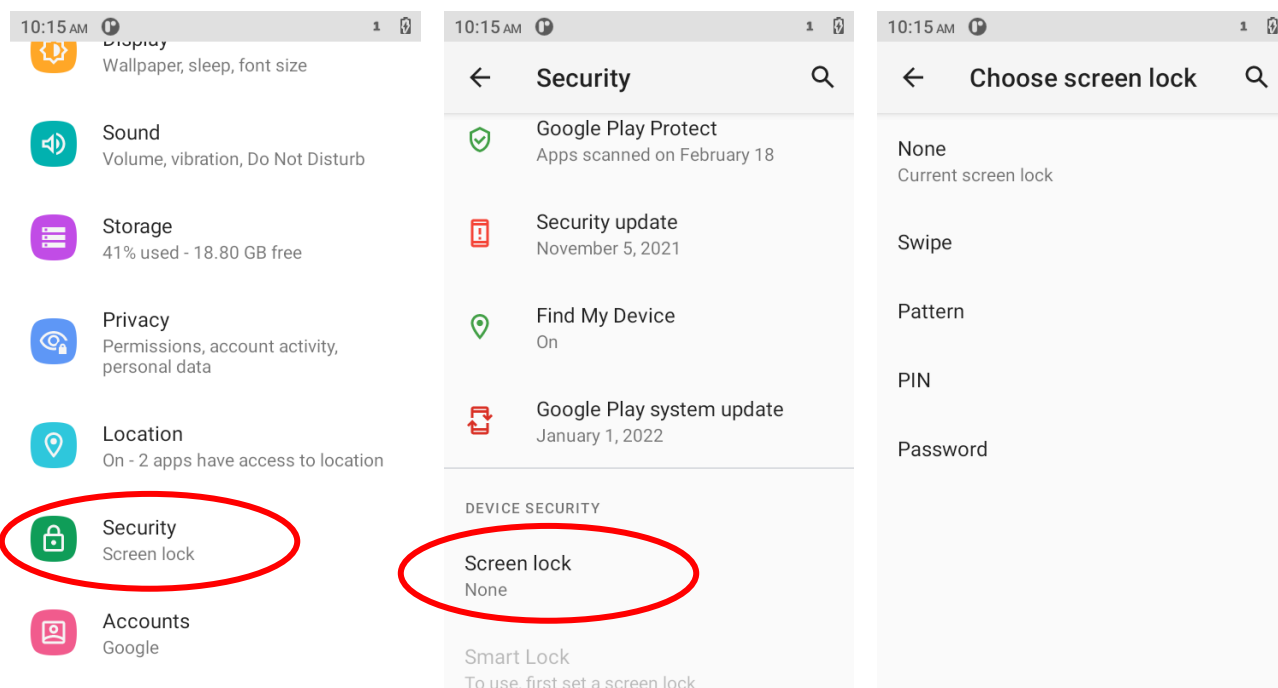 10:15 AM 1
Display
Wallpaper, sleep, font size
Sound
Volume, vibration, Do Not Disturb
Storage
41% used - 18.80 GB free
Privacy
Permissions, account activity,
personal data
Location
On - 2 apps have access to location
Security
Screen lock
Accounts
Google
10:15 AM 1
Security
Google Play Protect
Apps scanned on February 18
Security update
November 5, 2021
Find My Device
On
Google Play system update
January 1, 2022
DEVICE SECURITY
Screen lock
None
Smart Lock
To use, first set a screen lock
10:15 AM 1
Choose screen lock
None
Current screen lock
Swipe
Pattern
PIN
Password